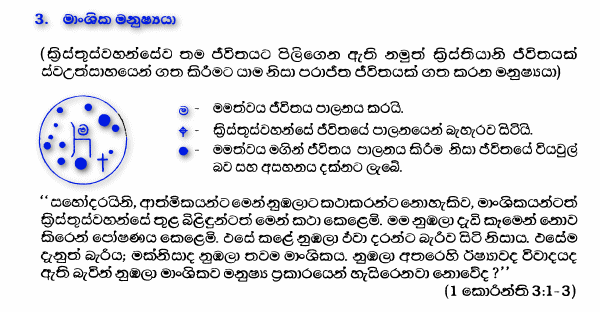 3. මාංශික මනුෂ්‍යයා
(ක්‍රිස්තුස්වහන්සේව තම ජීවිතයට පිලිගෙන ඇති නමුත් ක්‍රිස්තියානි ජීවිතයක්
ස්වඋත්සාහයෙන් ගත කිරීමට යාම නිසා පරාජිත ජීවිතයක් ගත කරන මනුෂ්‍යයා)
ම - මමත්වය ජීවිතය පාලනය කරයි.
ම
- ක්‍රිස්තුස්වහන්සේ ජීවිතයේ පාලනයෙන් බැහැරව සිටියි.
- මමත්වය මගින් ජීවිතය පාලනය කිරීම නිසා ජීවිතයේ වියවුල්
බව සහ අසහනය දක්නට ලැබේ.
‘‘සහෝදරයිනි, ආත්මිකයන්ට මෙන් නුඹලාට කථාකරන්ට නොහැකිව, මාංශිකයන්ටත්
ක්‍රිස්තුස්වහන්සේ තුළ බිළිඳුන්ටත් මෙන් කථා කෙළෙමි. මම නුඹලා දැඩි කෑමෙන් නොව
කිරෙන් පෝෂණය කෙළෙමි. එසේ කළේ නුඹලා ඒවා දරන්ට බැරිව සිටි නිසාය. එසේම
දැනුත් බැරිය; මක්නිසාද නුඹලා තවම මාංශිකය. නුඹලා අතරෙහි ඊෂ්‍යාවද විවාදයද
ඇති බැවින් නුඹලා මාංශිකව මනුෂ්‍ය ප්‍රකාරයෙන් හැසිරෙනවා නොවේද ?’’
(1 කොරින්ති 3:1-3)